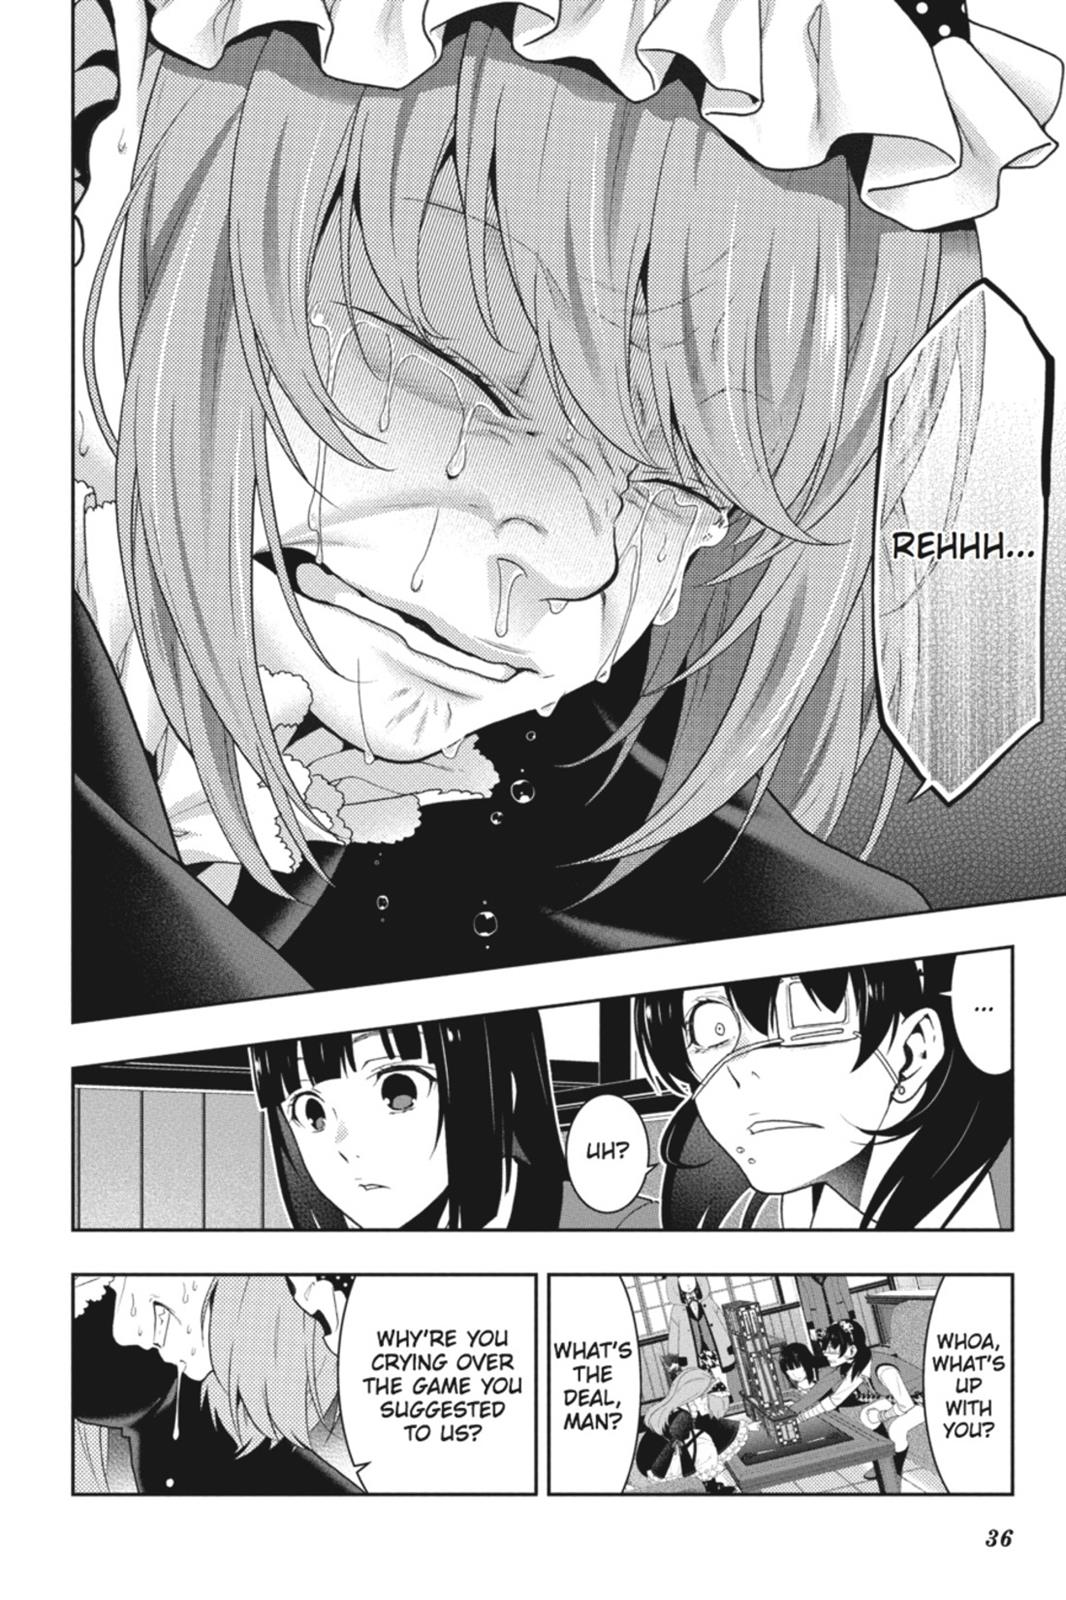 REHHH...
...
UH?
WHOA,
WHAT'S
UP
WITH
YOU?
WHAT'S
THE
DEAL,
MAN?
WHY'RE YOU
CRYING OVER
THE GAME YOU
SUGGESTED
TO US?
36